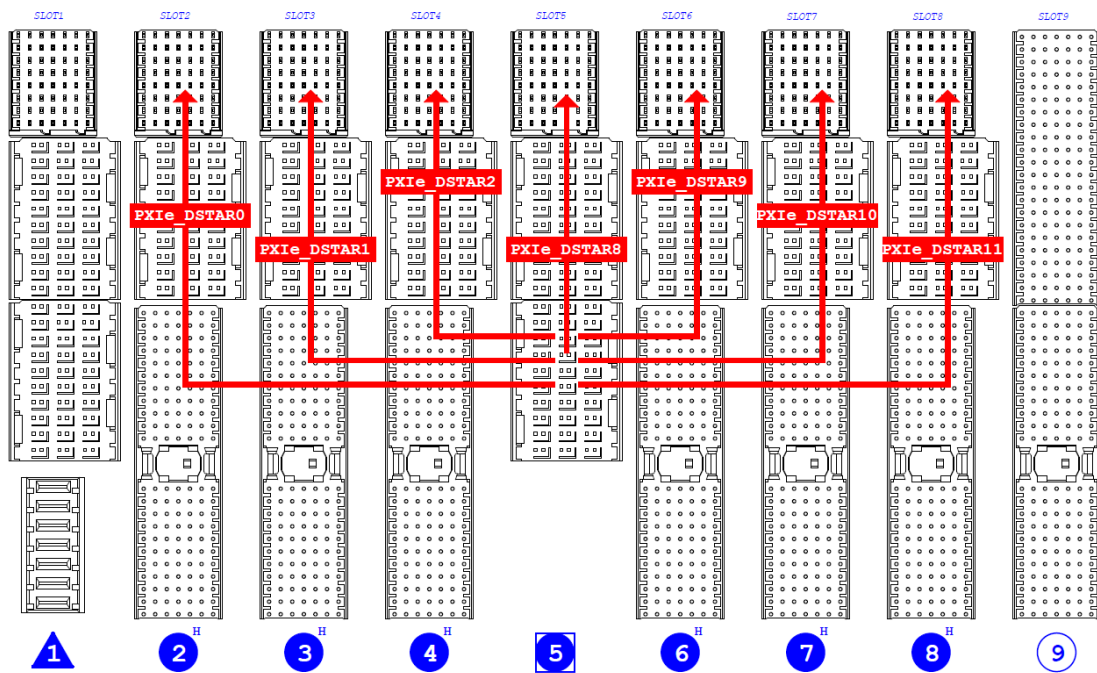 SLOT1 SLOT2 SLOT3 SLOT4 SLOT5 SLOT6 SLOT7 SLOT8 SLOT9
PXIe_DSTAR2 PXIe_DSTAR9
PXIe_DSTAR0 PXIe_DSTAR10
PXIe_DSTAR1 PXIe_DSTAR8 PXIe_DSTAR11
H H H H H H
1 2 3 4 5 6 7 8 9